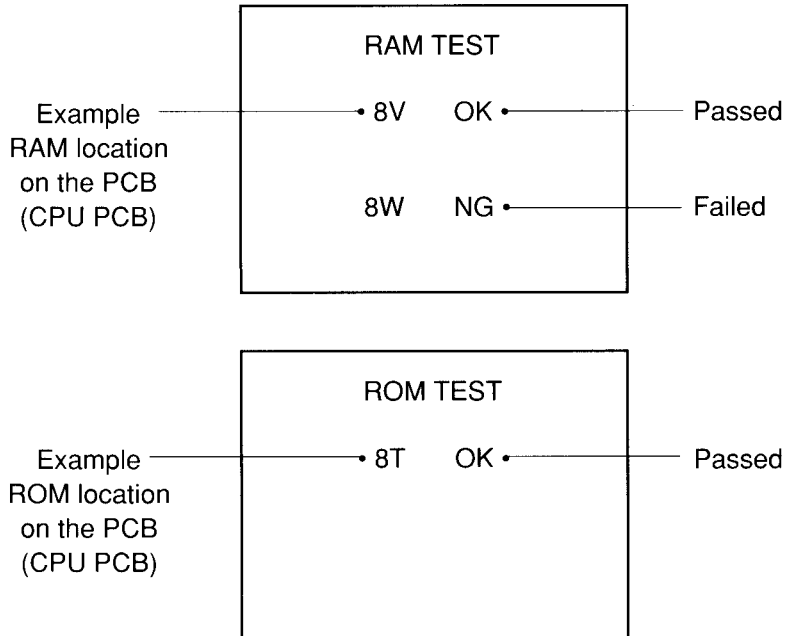 RAM TEST
Example
RAM location
on the PCB
(CPU PCB)
8V OK
Passed
8W NG
Failed
ROM TEST
Example
ROM location
on the PCB
(CPU PCB)
8T OK
Passed